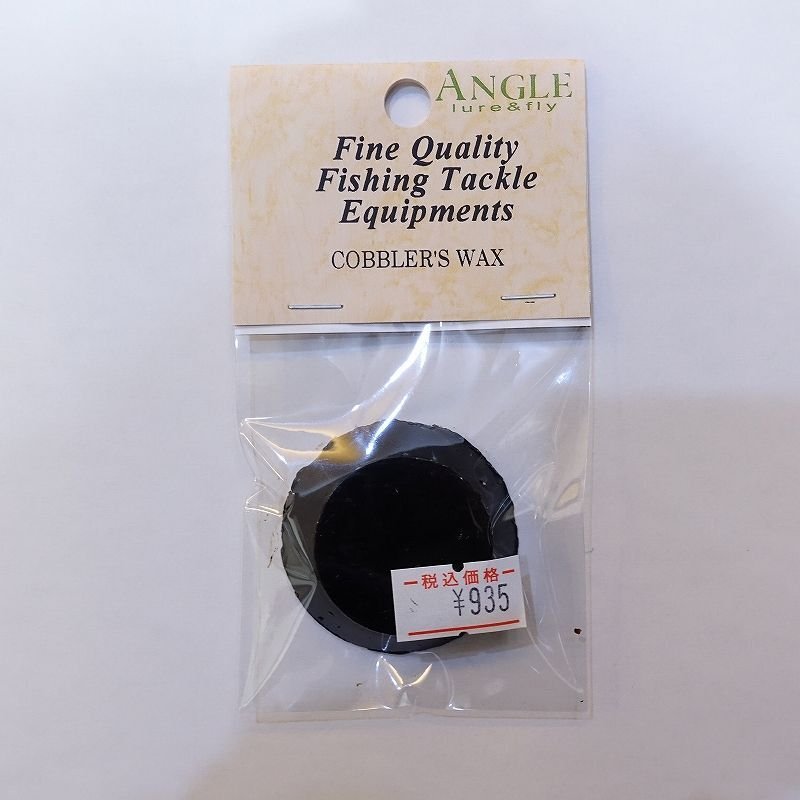 ANGLE
lure&fly
Fine Quality
Fishing Tackle
Equipments
COBBLER'S WAX
税込価格
¥935